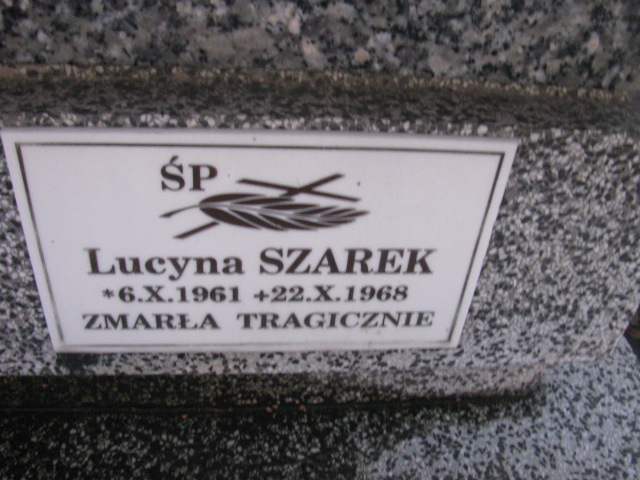 ŚP
Lucyna SZAREK
*6.X.1961 +22.X.1968
ZMARŁA TRAGICZNIE